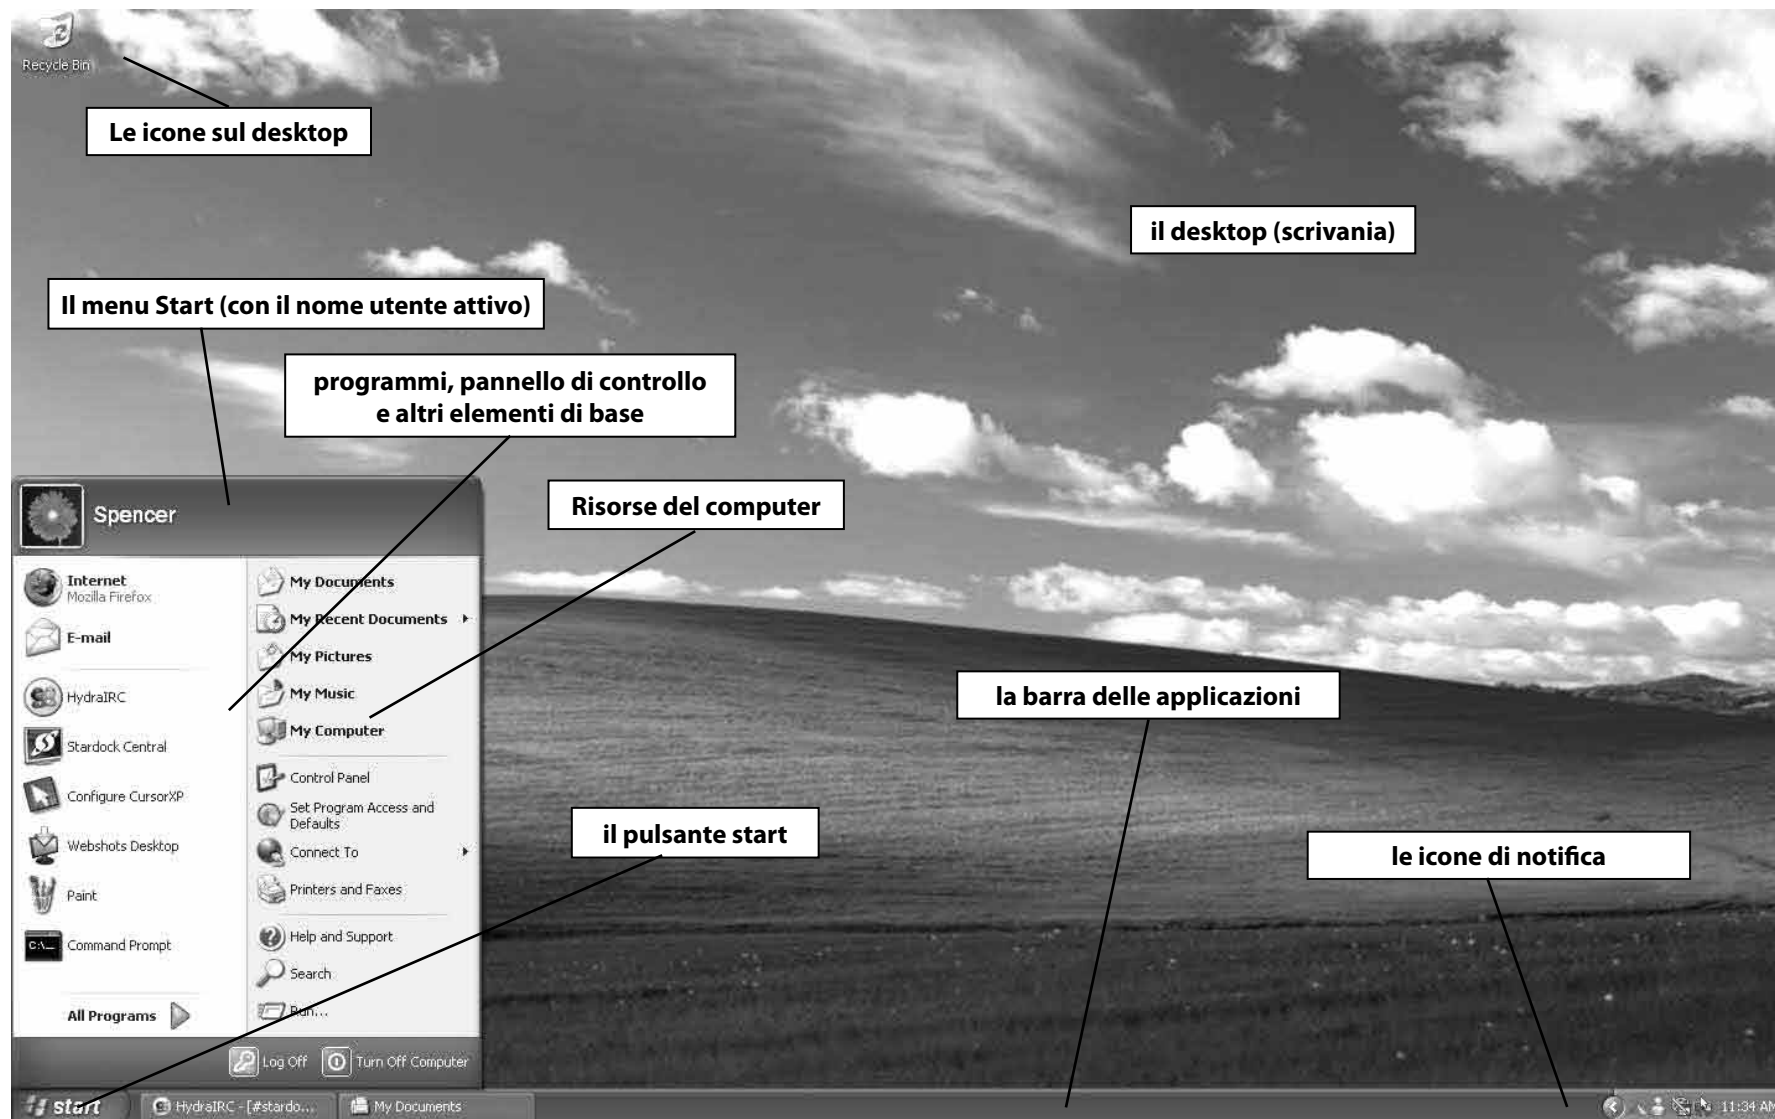 Recycle Bin
Le icone sul desktop
il desktop (scrivania)
Il menu Start (con il nome utente attivo)
programmi, pannello di controllo
e altri elementi di base
Risorse del computer
Spencer
Internet
Mozilla Firefox
E-mail
HydraIRC
Stardock Central
Configure CursorXP
Webshots Desktop
Paint
Command Prompt
All Programs
My Documents
My Recent Documents
My Pictures
My Music
My Computer
Control Panel
Set Program Access and
Defaults
Connect To
Printers and Faxes
Help and Support
Search
Run...
la barra delle applicazioni
il pulsante start
le icone di notifica
Log Off
Turn Off Computer
start
HydraIRC - [#stardo...
My Documents
11:34 AM